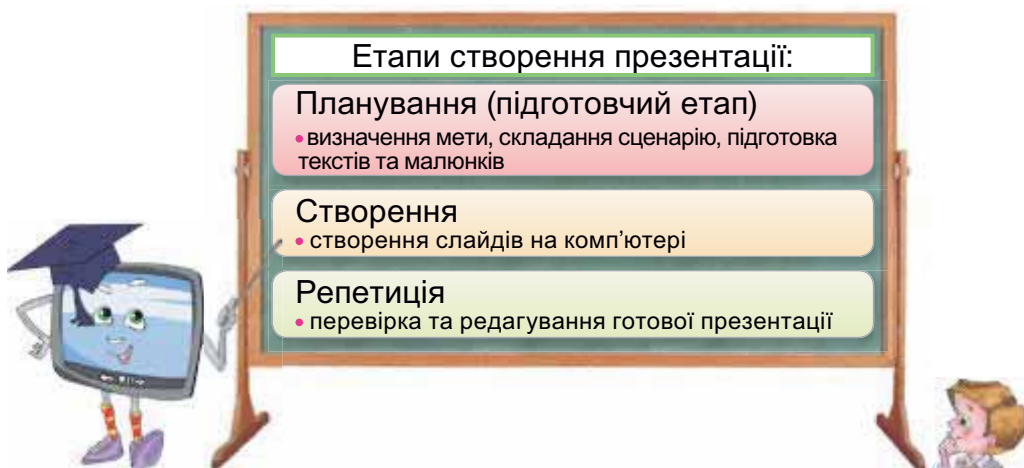 Етапи створення презентації:
Планування (підготовчий етап)
•визначення мети, складання сценарію, підготовка
текстів та малюнків
Створення
• створення слайдів на комп’ютері
Репетиція
• перевірка та редагування готової презентації